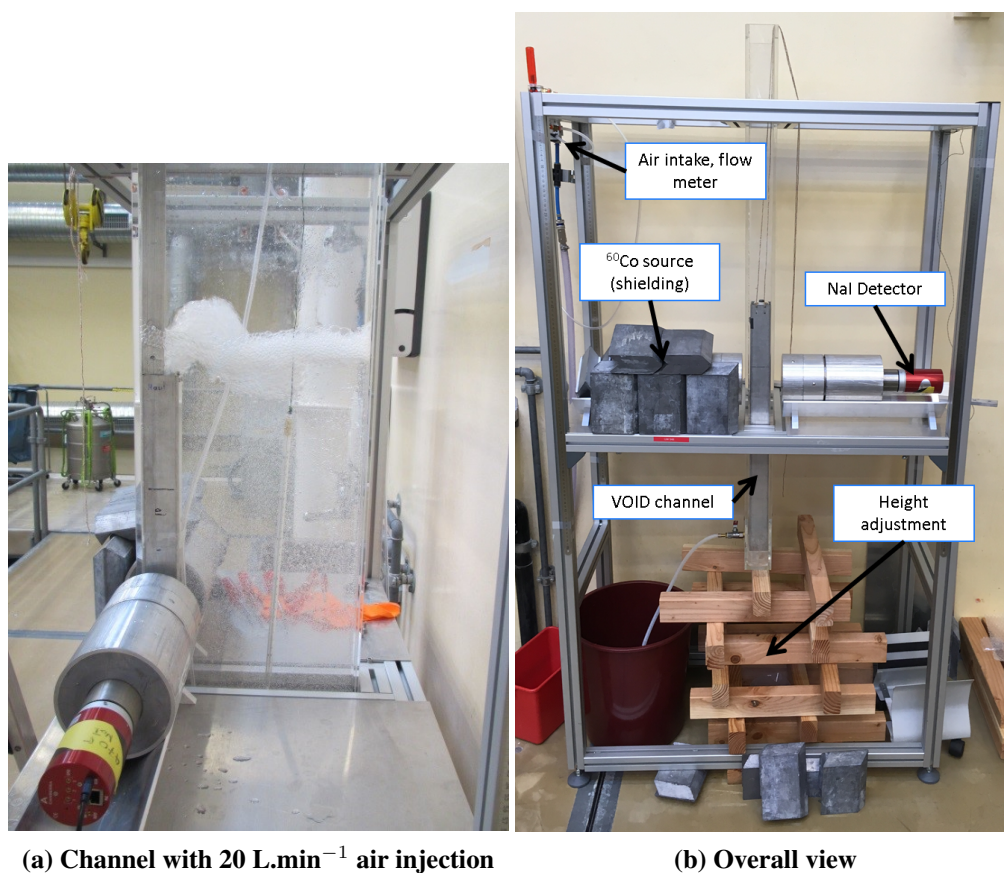 Air intake, flow
meter
⁶⁰Co source
(shielding)
NaI Detector
VOID channel
Height
adjustment
(a) Channel with 20 L.min⁻¹ air injection
(b) Overall view